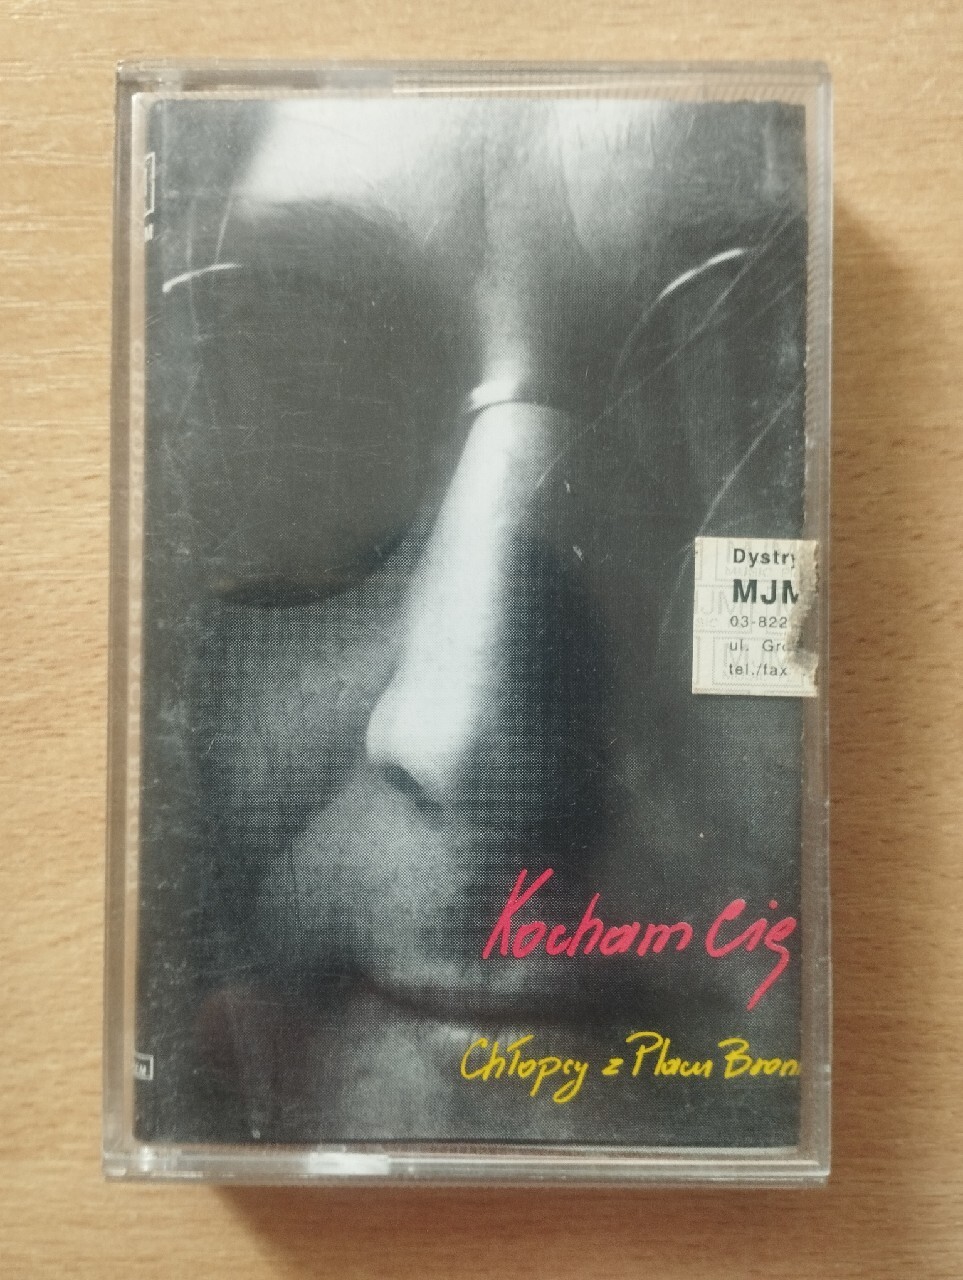 Dystry
MJM
03-822
ul. Gro
tel./fax
Kocham Cię
Chłopcy z Placu Broni